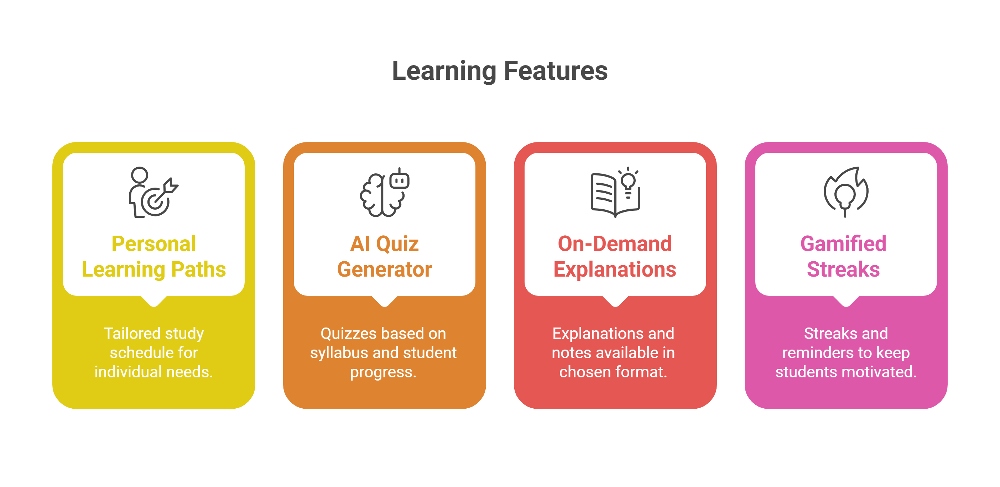 Learning Features
Personal
Learning Paths
Tailored study
schedule for
individual needs.
AI Quiz
Generator
Quizzes based on
syllabus and student
progress.
On-Demand
Explanations
Explanations and
notes available in
chosen format.
Gamified
Streaks
Streaks and
reminders to keep
students motivated.